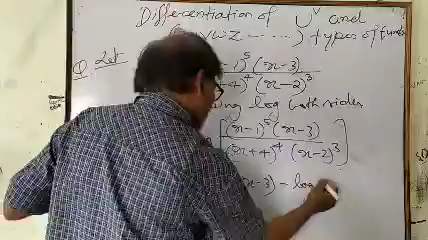 Differentiation of U^V and
(UVWZ ......) types of func
Q. Let
-1)^5 (x-3)
+4)^4 (x-2)^3
ing log both sides
[(x-1)^5 (x-3)
(x+4)^4 (x-2)^3]
x-3) - log